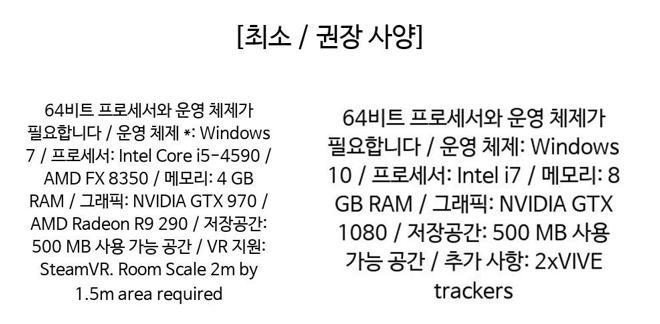 [최소 / 권장 사양]
64비트 프로세서와 운영 체제가
필요합니다 / 운영 체제 *: Windows
7 / 프로세서: Intel Core i5-4590 /
AMD FX 8350 / 메모리: 4 GB
RAM / 그래픽: NVIDIA GTX 970 /
AMD Radeon R9 290 / 저장공간:
500 MB 사용 가능 공간 / VR 지원:
SteamVR. Room Scale 2m by
1.5m area required
64비트 프로세서와 운영 체제가
필요합니다 / 운영 체제: Windows
10 / 프로세서: Intel i7 / 메모리: 8
GB RAM / 그래픽: NVIDIA GTX
1080 / 저장공간: 500 MB 사용
가능 공간 / 추가 사항: 2xVIVE
trackers